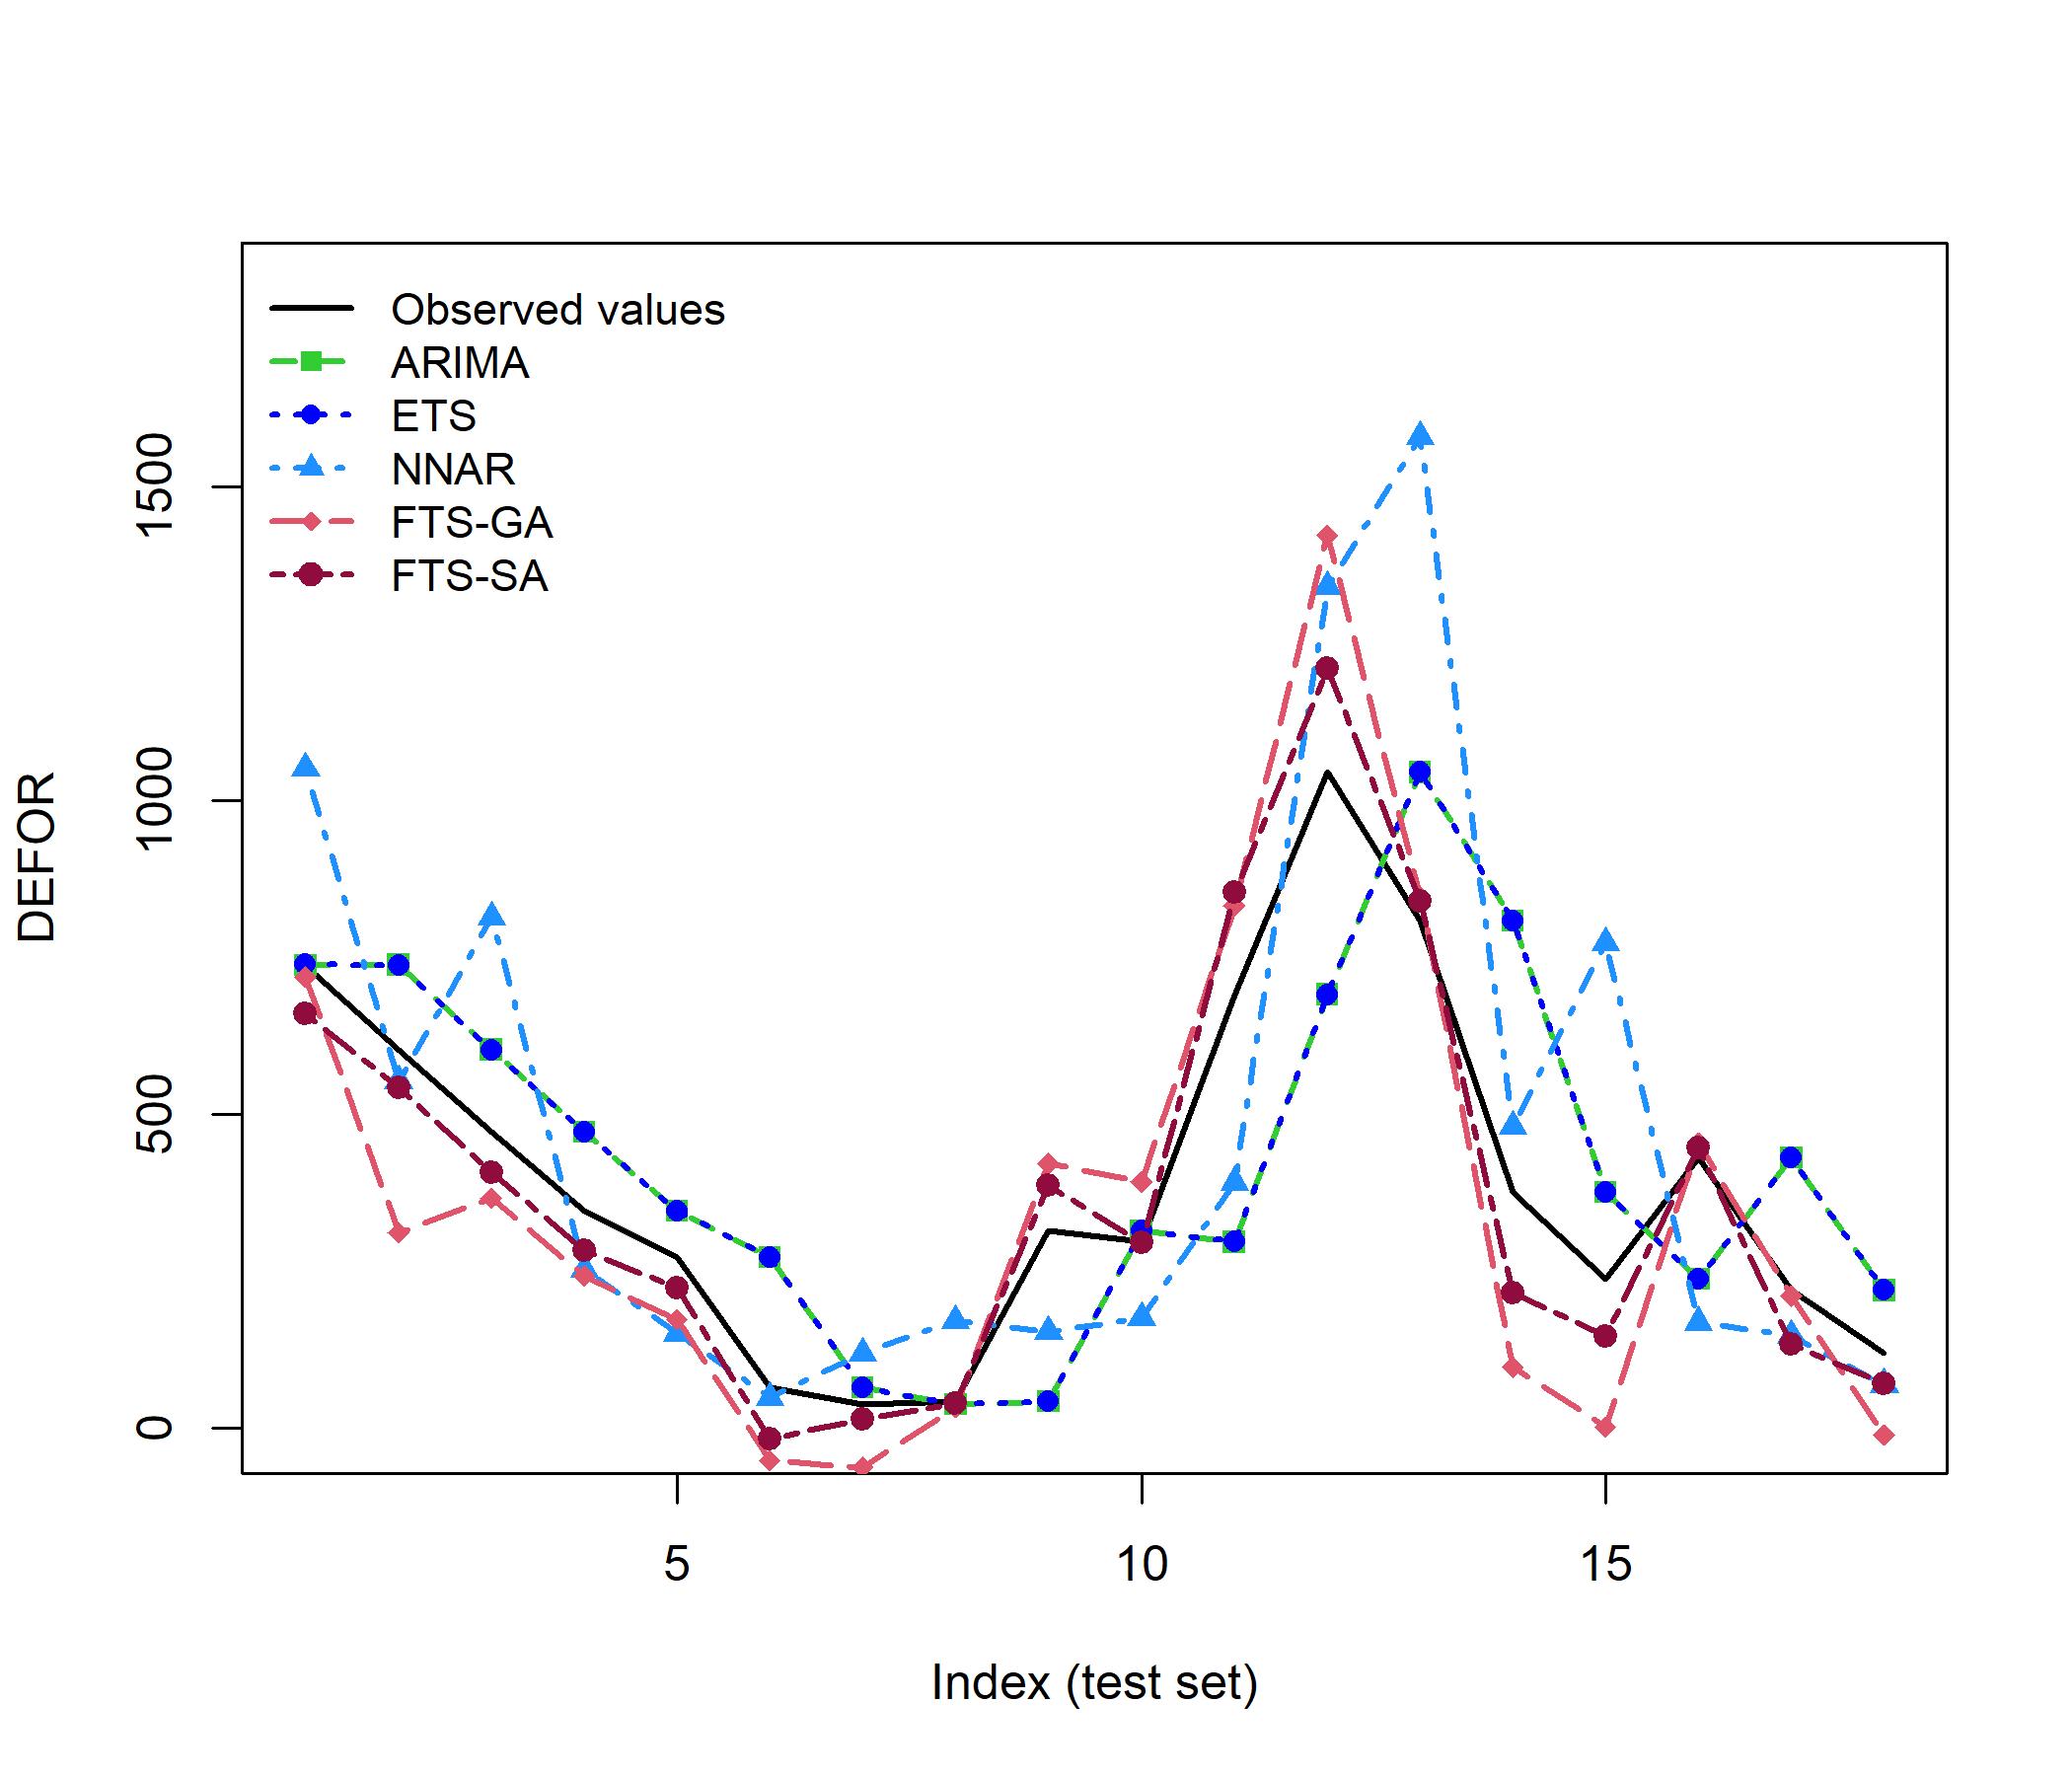 Observed values
ARIMA
ETS
NNAR
FTS-GA
FTS-SA
DEFOR
1500
1000
500
0
5
10
15
Index (test set)